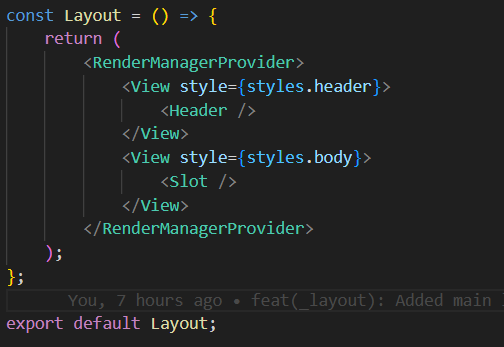 const Layout = () => {
    return (
        <RenderManagerProvider>
            <View style={styles.header}>
                <Header />
            </View>
            <View style={styles.body}>
                <Slot />
            </View>
        </RenderManagerProvider>
    );
};
You, 7 hours ago • feat(_layout): Added main
export default Layout;